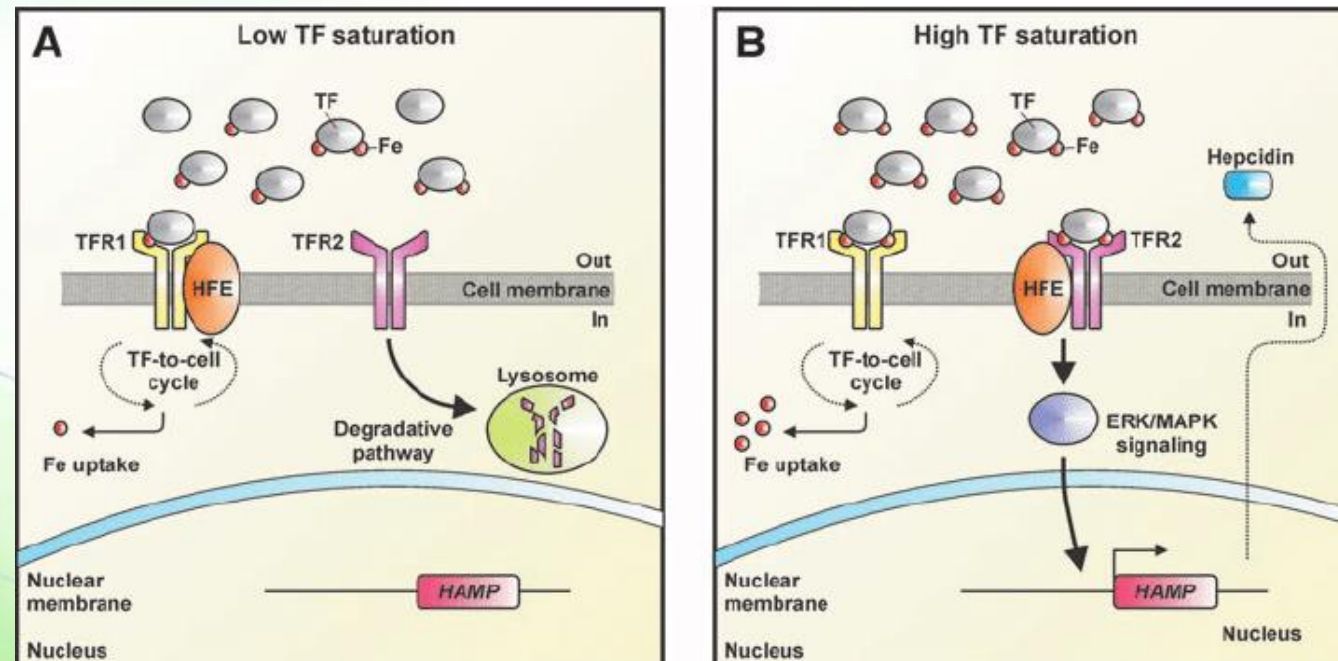 A
Low TF saturation
TF
Fe
TFR1
TFR2
HFE
Out
Cell membrane
In
TF-to-cell
cycle
Lysosome
Degradative
pathway
Fe uptake
Nuclear
membrane
HAMP
Nucleus
B
High TF saturation
TF
Fe
Hepcidin
TFR1
TFR2
HFE
Out
Cell membrane
In
TF-to-cell
cycle
ERK/MAPK
signaling
Fe uptake
Nuclear
membrane
HAMP
Nucleus
Nucleus